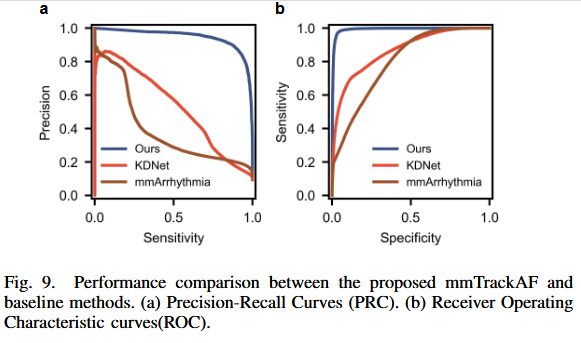 a
b
1.0
0.8
0.6
0.4
0.2
0.0
Precision
Ours
KDNet
mmArrhythmia
0.0 0.5 1.0
Sensitivity
1.0
0.8
0.6
0.4
0.2
0.0
Sensitivity
Ours
KDNet
mmArrhythmia
0.0 0.5 1.0
Specificity
Fig. 9. Performance comparison between the proposed mmTrackAF and
baseline methods. (a) Precision-Recall Curves (PRC). (b) Receiver Operating
Characteristic curves(ROC).